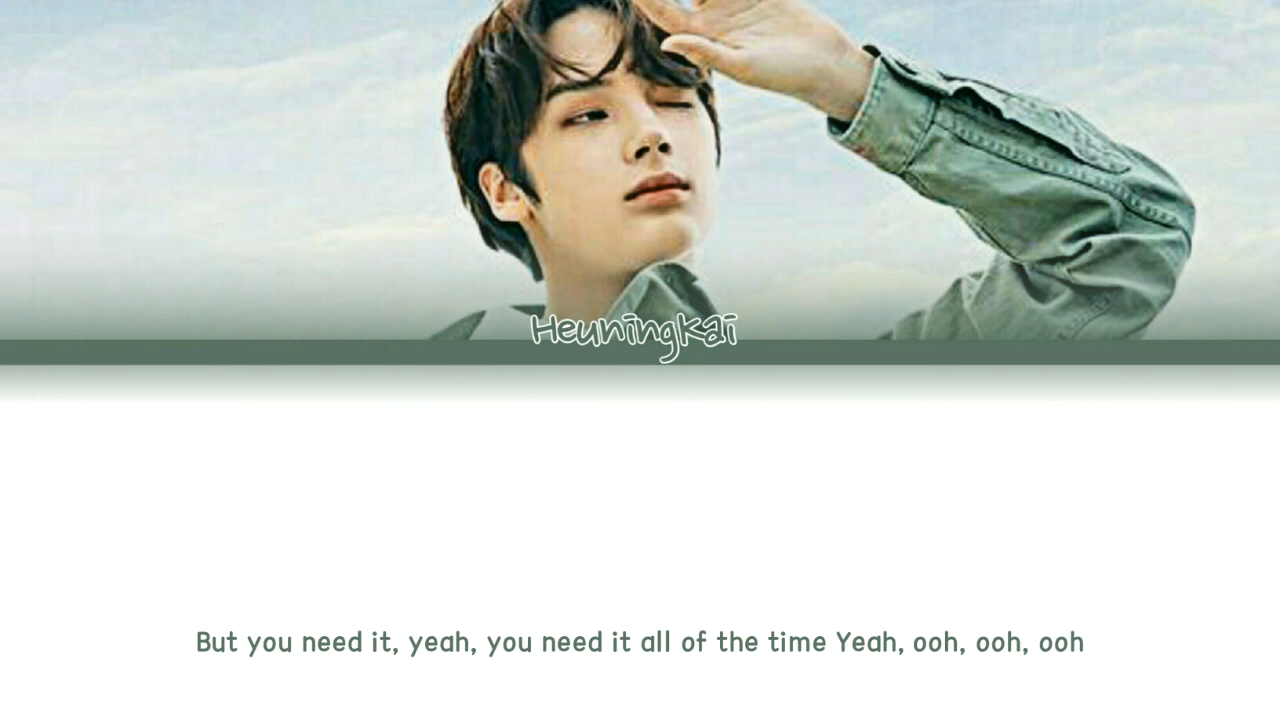 Heuningkai
But you need it, yeah, you need it all of the time Yeah, ooh, ooh, ooh